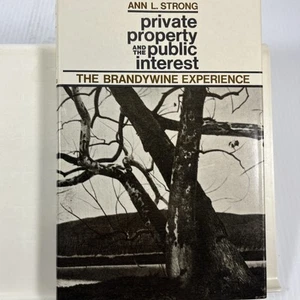 ANN L. STRONG
private
property
AND THE public
interest
THE BRANDYWINE EXPERIENCE